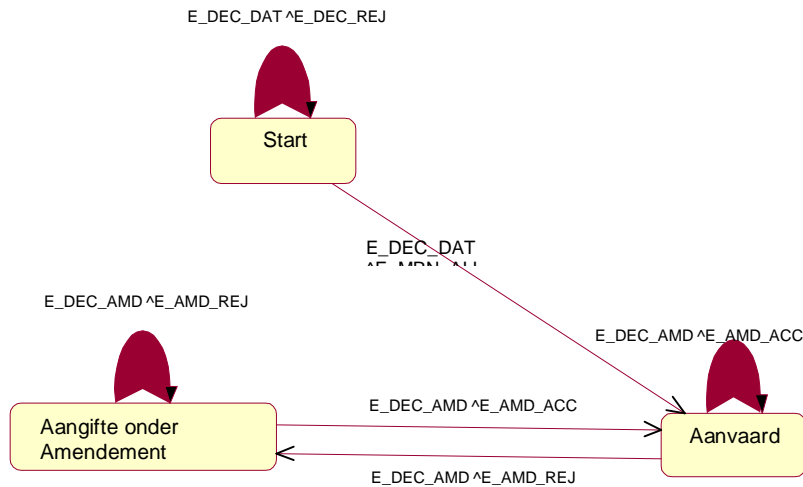 E_DEC_DAT ^E_DEC_REJ
Start
E_DEC_DAT
E_DEC_AMD ^E_AMD_REJ
E_DEC_AMD ^E_AMD_ACC
E_DEC_AMD ^E_AMD_ACC
Aangifte onder
Amendement
Aanvaard
E_DEC_AMD ^E_AMD_REJ